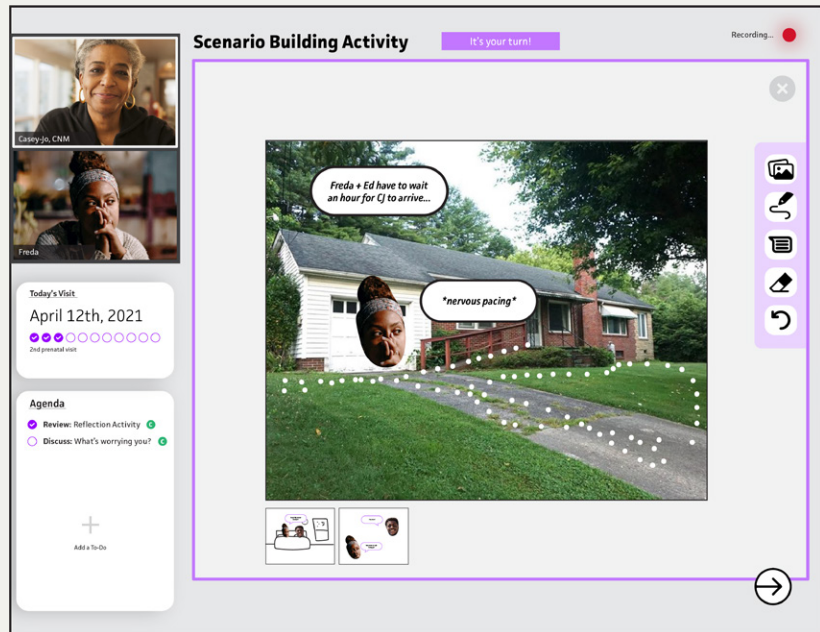 Scenario Building Activity
It's your turn!
Recording...
Casey-Jo, CNM
Freda
Freda + Ed have to wait
an hour for CJ to arrive...
*nervous pacing*
Today's Visit
April 12th, 2021
2nd prenatal visit
Agenda
Review: Reflection Activity C
Discuss: What's worrying you? C
Add a To-Do